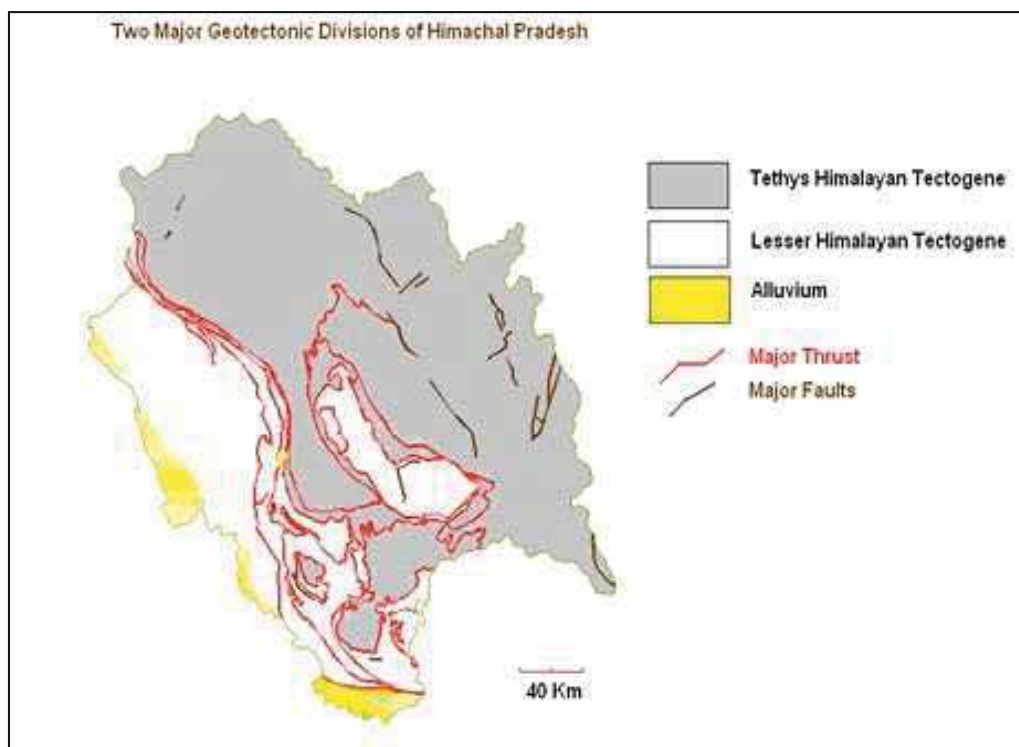 Two Major Geotectonic Divisions of Himachal Pradesh
Tethys Himalayan Tectogene
Lesser Himalayan Tectogene
Alluvium
Major Thrust
Major Faults
40 Km